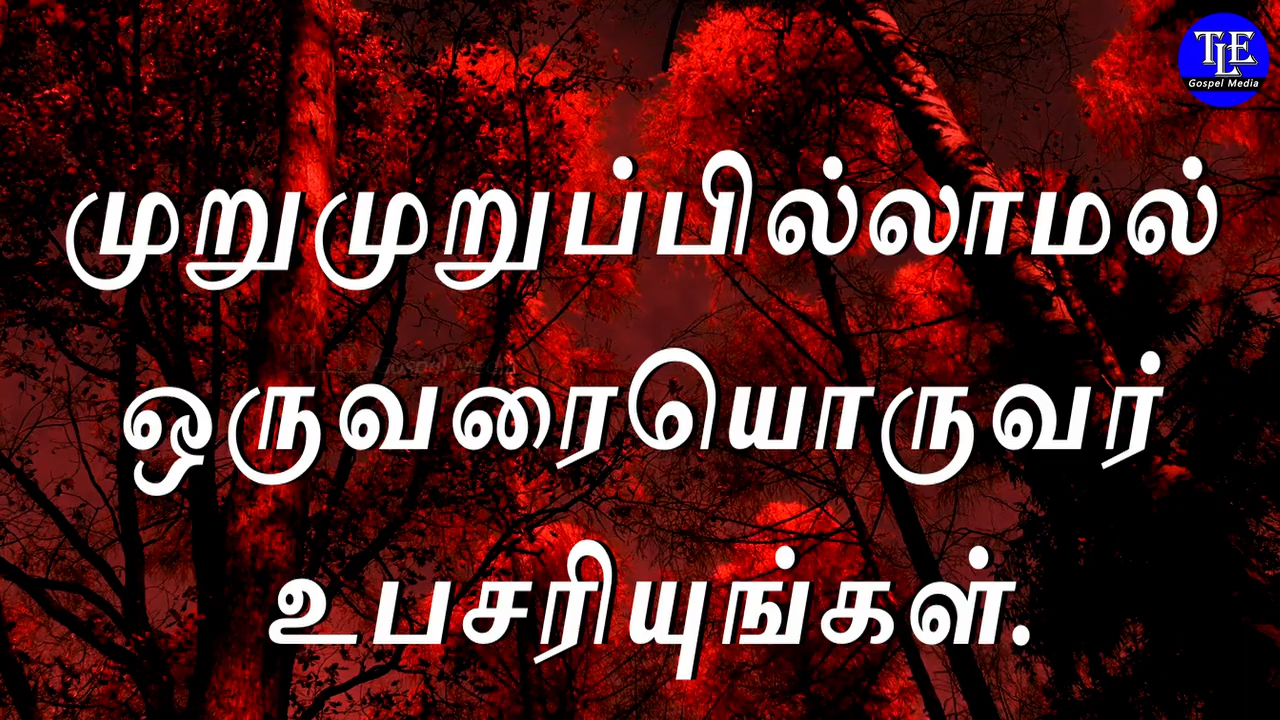 TLE
Gospel Media
முறுமுறுப்பில்லாமல்
ஒருவரையொருவர்
உபசரியுங்கள்.